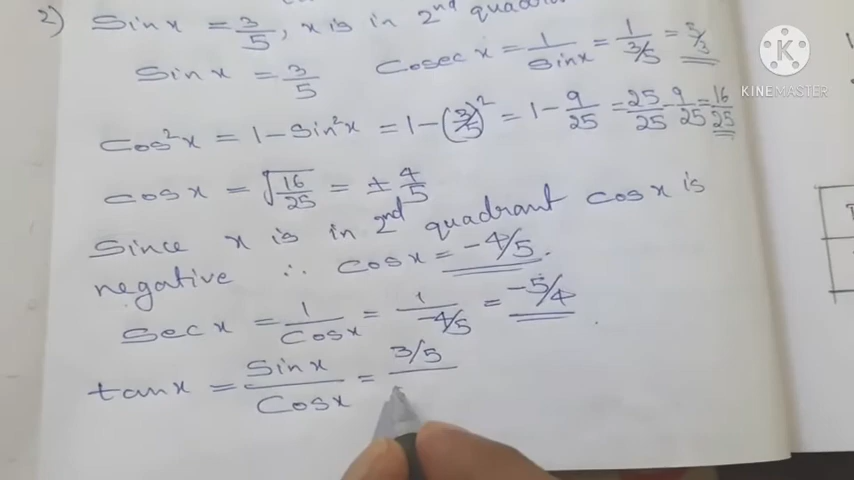 2) Sin x = 3/5, x is in 2nd quadrant
Sin x = 3/5 Cosec x = 1/Sin x = 1/(3/5) = 5/3
Cos²x = 1 - Sin²x = 1 - (3/5)² = 1 - 9/25 = 25/25 - 9/25 = 16/25
Cos x = √(16/25) = ± 4/5
Since x is in 2nd quadrant Cos x is
negative ∴ Cos x = -4/5.
Sec x = 1/Cos x = 1/(-4/5) = -5/4
tan x = Sin x/Cos x = 3/5
KINEMASTER